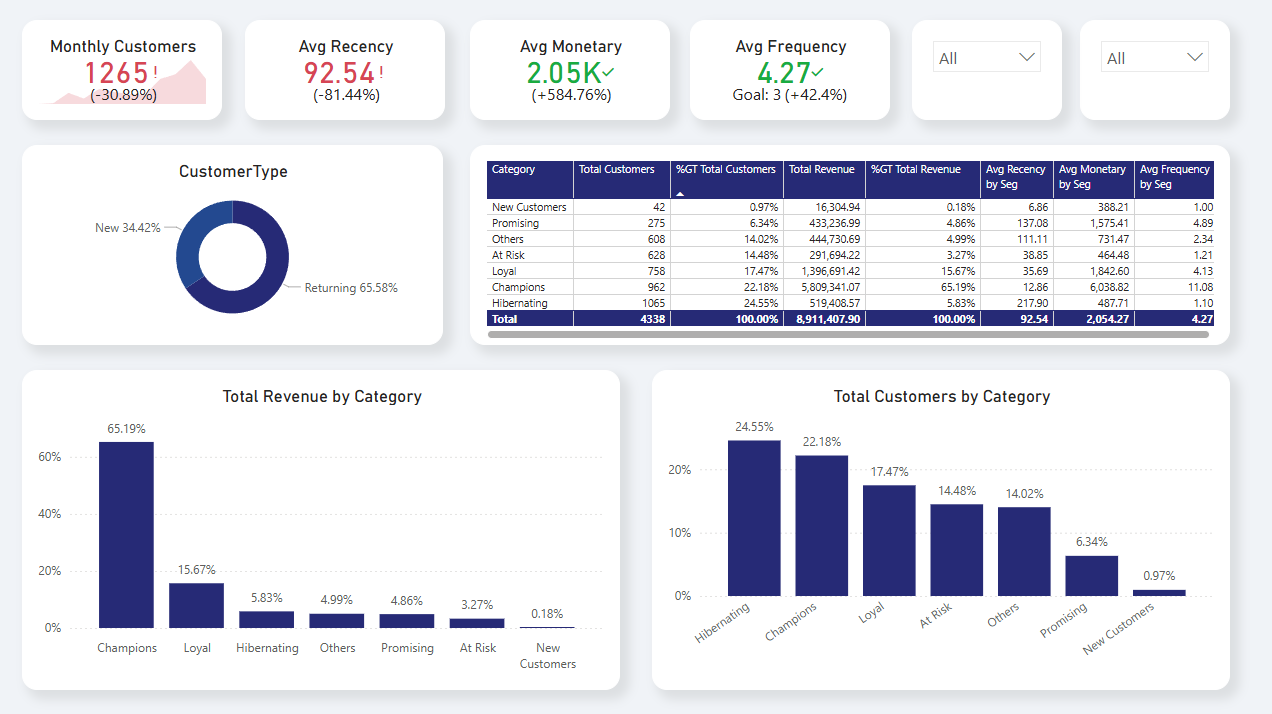 Monthly Customers
1265!
(-30.89%)
Avg Recency
92.54!
(-81.44%)
Avg Monetary
2.05K✓
(+584.76%)
Avg Frequency
4.27✓
Goal: 3 (+42.4%)
All
All
CustomerType
New 34.42%
Returning 65.58%
Category Total Customers %GT Total Customers Total Revenue %GT Total Revenue Avg Recency by Seg Avg Monetary by Seg Avg Frequency by Seg
New Customers 42 0.97% 16,304.94 0.18% 6.86 388.21 1.00
Promising 275 6.34% 433,236.99 4.86% 137.08 1,575.41 4.89
Others 608 14.02% 444,730.69 4.99% 111.11 731.47 2.34
At Risk 628 14.48% 291,694.22 3.27% 38.85 464.48 1.21
Loyal 758 17.47% 1,396,691.42 15.67% 35.69 1,842.60 4.13
Champions 962 22.18% 5,809,341.07 65.19% 12.86 6,038.82 11.08
Hibernating 1065 24.55% 519,408.57 5.83% 217.90 487.71 1.10
Total 4338 100.00% 8,911,407.90 100.00% 92.54 2,054.27 4.27
Total Revenue by Category
60%
40%
20%
0%
65.19%
15.67%
5.83%
4.99%
4.86%
3.27%
0.18%
Champions
Loyal
Hibernating
Others
Promising
At Risk
New
Customers
Total Customers by Category
20%
10%
0%
24.55%
22.18%
17.47%
14.48%
14.02%
6.34%
0.97%
Hibernating
Champions
Loyal
At Risk
Others
Promising
New Customers